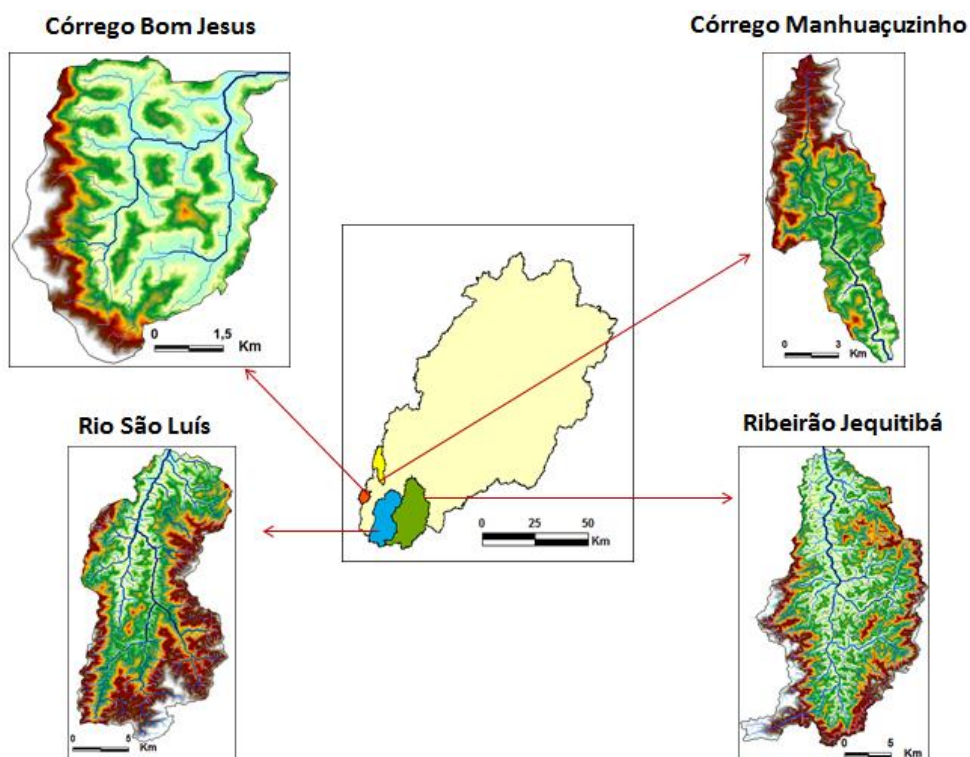 Córrego Bom Jesus
Córrego Manhuaçuzinho
0 1,5
Km
0 3
Km
Rio São Luís
Ribeirão Jequitibá
0 25 50
Km
0 5
Km
0 5
Km